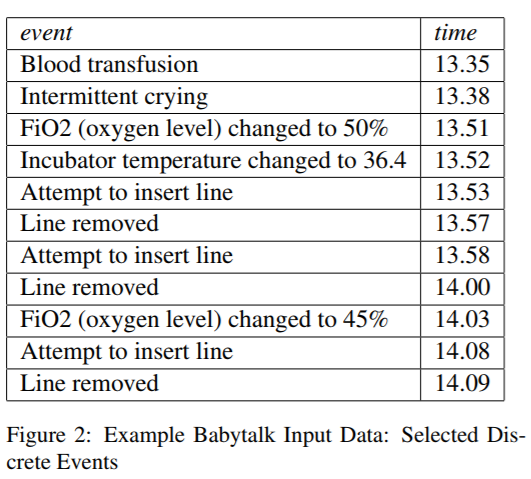 event time
Blood transfusion 13.35
Intermittent crying 13.38
FiO2 (oxygen level) changed to 50% 13.51
Incubator temperature changed to 36.4 13.52
Attempt to insert line 13.53
Line removed 13.57
Attempt to insert line 13.58
Line removed 14.00
FiO2 (oxygen level) changed to 45% 14.03
Attempt to insert line 14.08
Line removed 14.09
Figure 2: Example Babytalk Input Data: Selected Dis-
crete Events